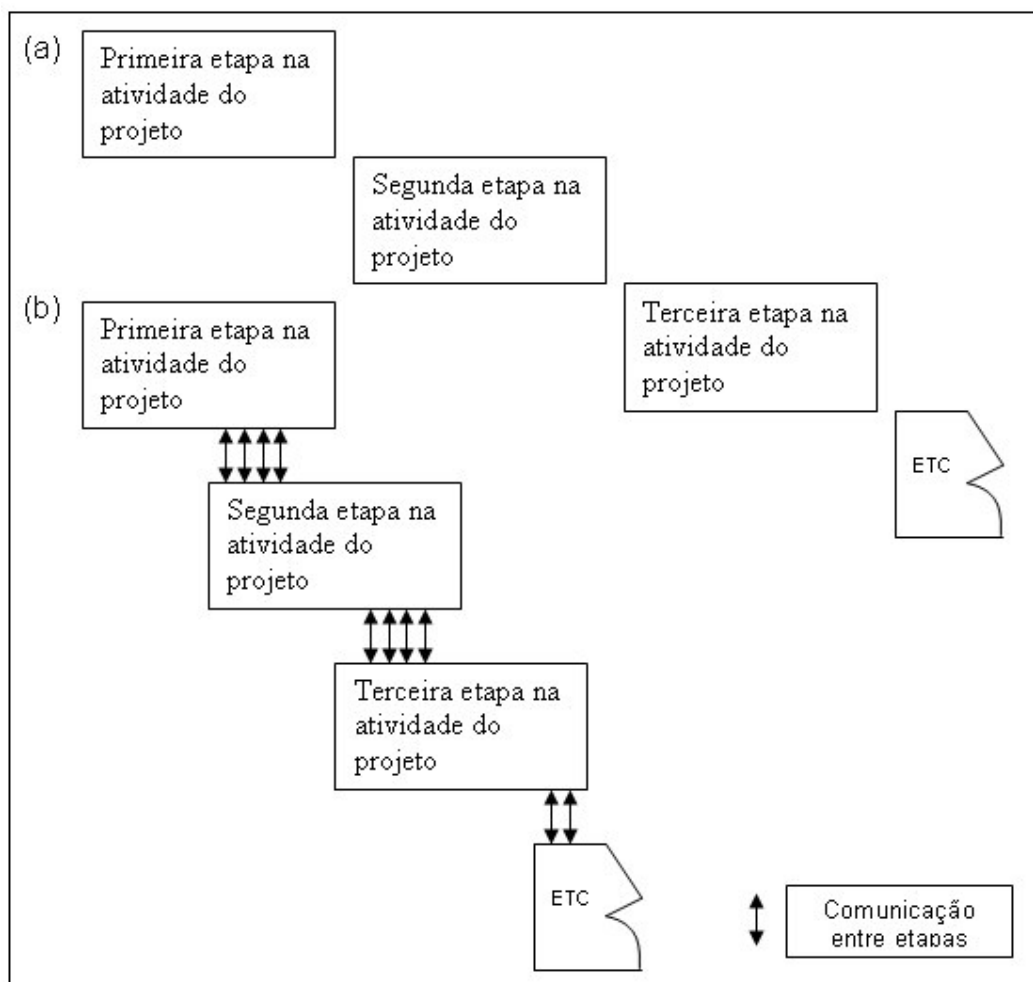 (a)
Primeira etapa na
atividade do
projeto
Segunda etapa na
atividade do
projeto
Terceira etapa na
atividade do
projeto
ETC
(b)
Primeira etapa na
atividade do
projeto
Segunda etapa na
atividade do
projeto
Terceira etapa na
atividade do
projeto
ETC
Comunicação
entre etapas